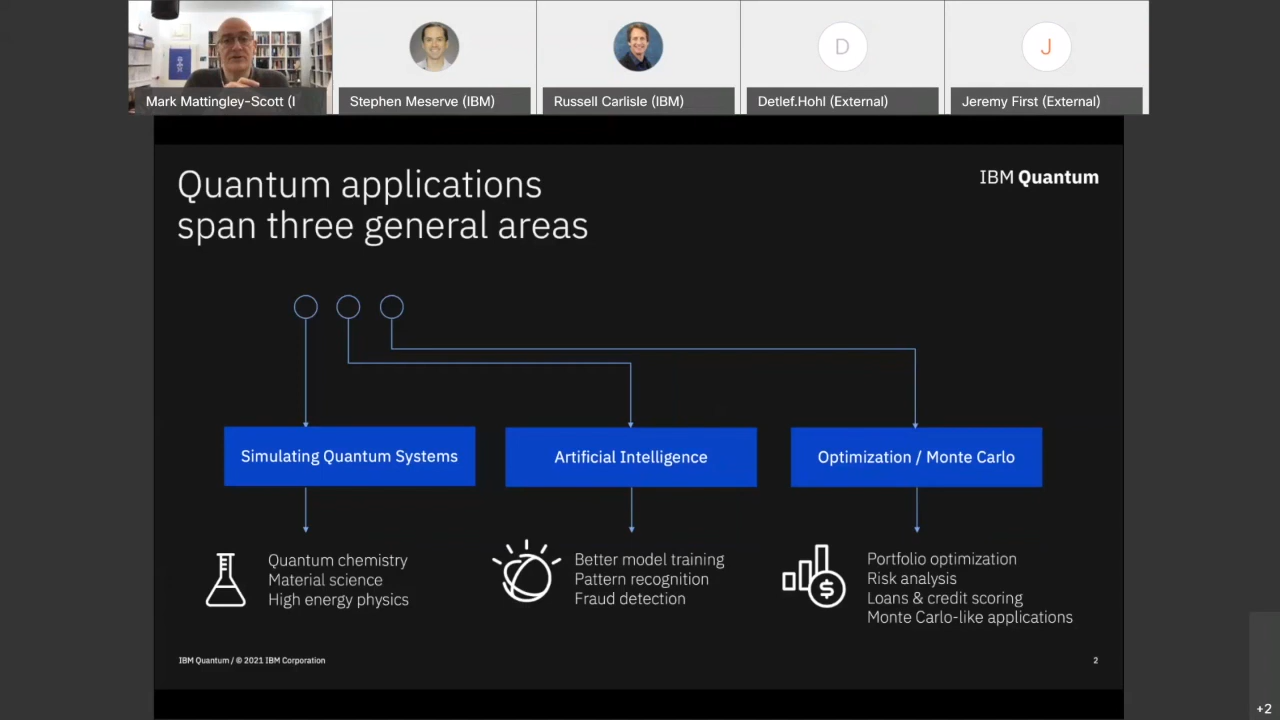 Mark Mattingley-Scott (I
Stephen Meserve (IBM)
Russell Carlisle (IBM)
D
Detlef.Hohl (External)
J
Jeremy First (External)
Quantum applications
span three general areas
IBM Quantum
Simulating Quantum Systems
Artificial Intelligence
Optimization / Monte Carlo
Quantum chemistry
Material science
High energy physics
Better model training
Pattern recognition
Fraud detection
$
Portfolio optimization
Risk analysis
Loans & credit scoring
Monte Carlo-like applications
IBM Quantum / © 2021 IBM Corporation
2
+2